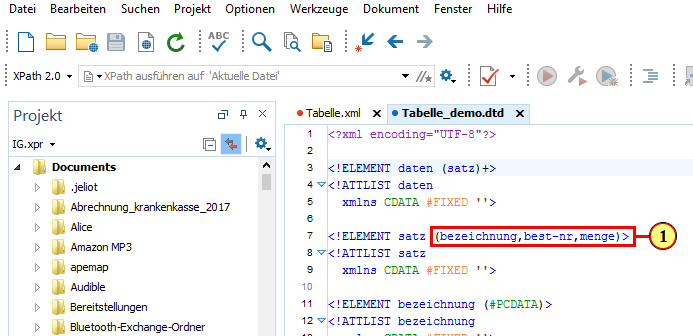 Datei Bearbeiten Suchen Projekt Optionen Werkzeuge Dokument Fenster Hilfe
ABC
XPath 2.0 XPath ausführen auf 'Aktuelle Datei'
Projekt
IG.xpr
Documents
.jeliot
Abrechnung_krankenkasse_2017
Alice
Amazon MP3
apemap
Audible
Bereitstellungen
Bluetooth-Exchange-Ordner
Tabelle.xml Tabelle_demo.dtd
1 <?xml encoding="UTF-8"?>
2
3 <!ELEMENT daten (satz)+>
4 <!ATTLIST daten
5 xmlns CDATA #FIXED ''>
6
7 <!ELEMENT satz (bezeichnung,best-nr,menge)> 1
8 <!ATTLIST satz
9 xmlns CDATA #FIXED ''>
10
11 <!ELEMENT bezeichnung (#PCDATA)>
12 <!ATTLIST bezeichnung